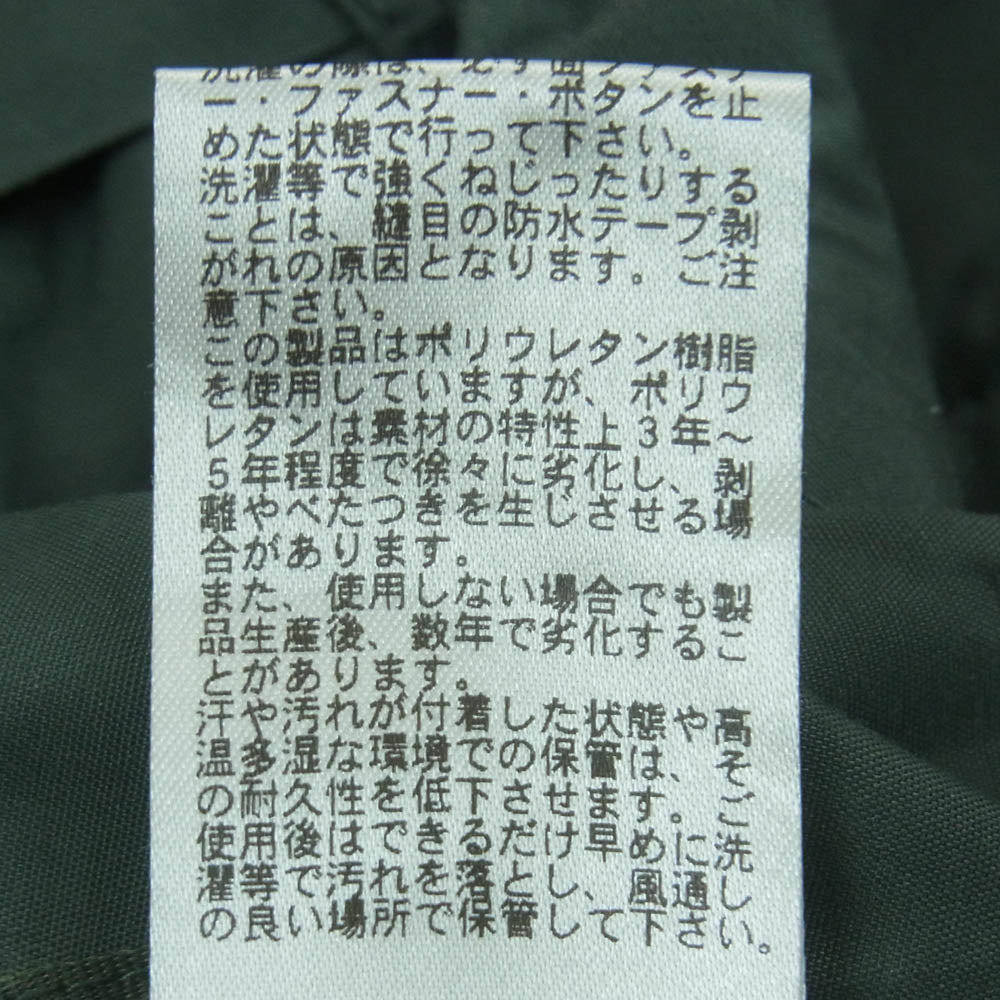 洗濯の際は、必ず面ファス
ー・ファスナー・ボタンを止
めた状態で行って下さい。
洗濯等で強くねじったりする
ことは、縫目の防水テープ剥
がれの原因となります。ご注
意下さい。
この製品はポリウレタン樹脂
を使用していますが、ポリウ
レタンは素材の特性上3年～
5年程度で徐々に劣化し、剥
離やべたつきを生じさせる場
合があります。
また、使用しない場合でも製
品生産後、数年で劣化するこ
とがあります。
汗や汚れが付着した状態や、高
温多湿な環境での保管は、そ
の耐久性を低下させます。ご
使用後はできるだけ早めに洗
濯等で汚れを落とし、風通し
の良い場所で保管して下さい。